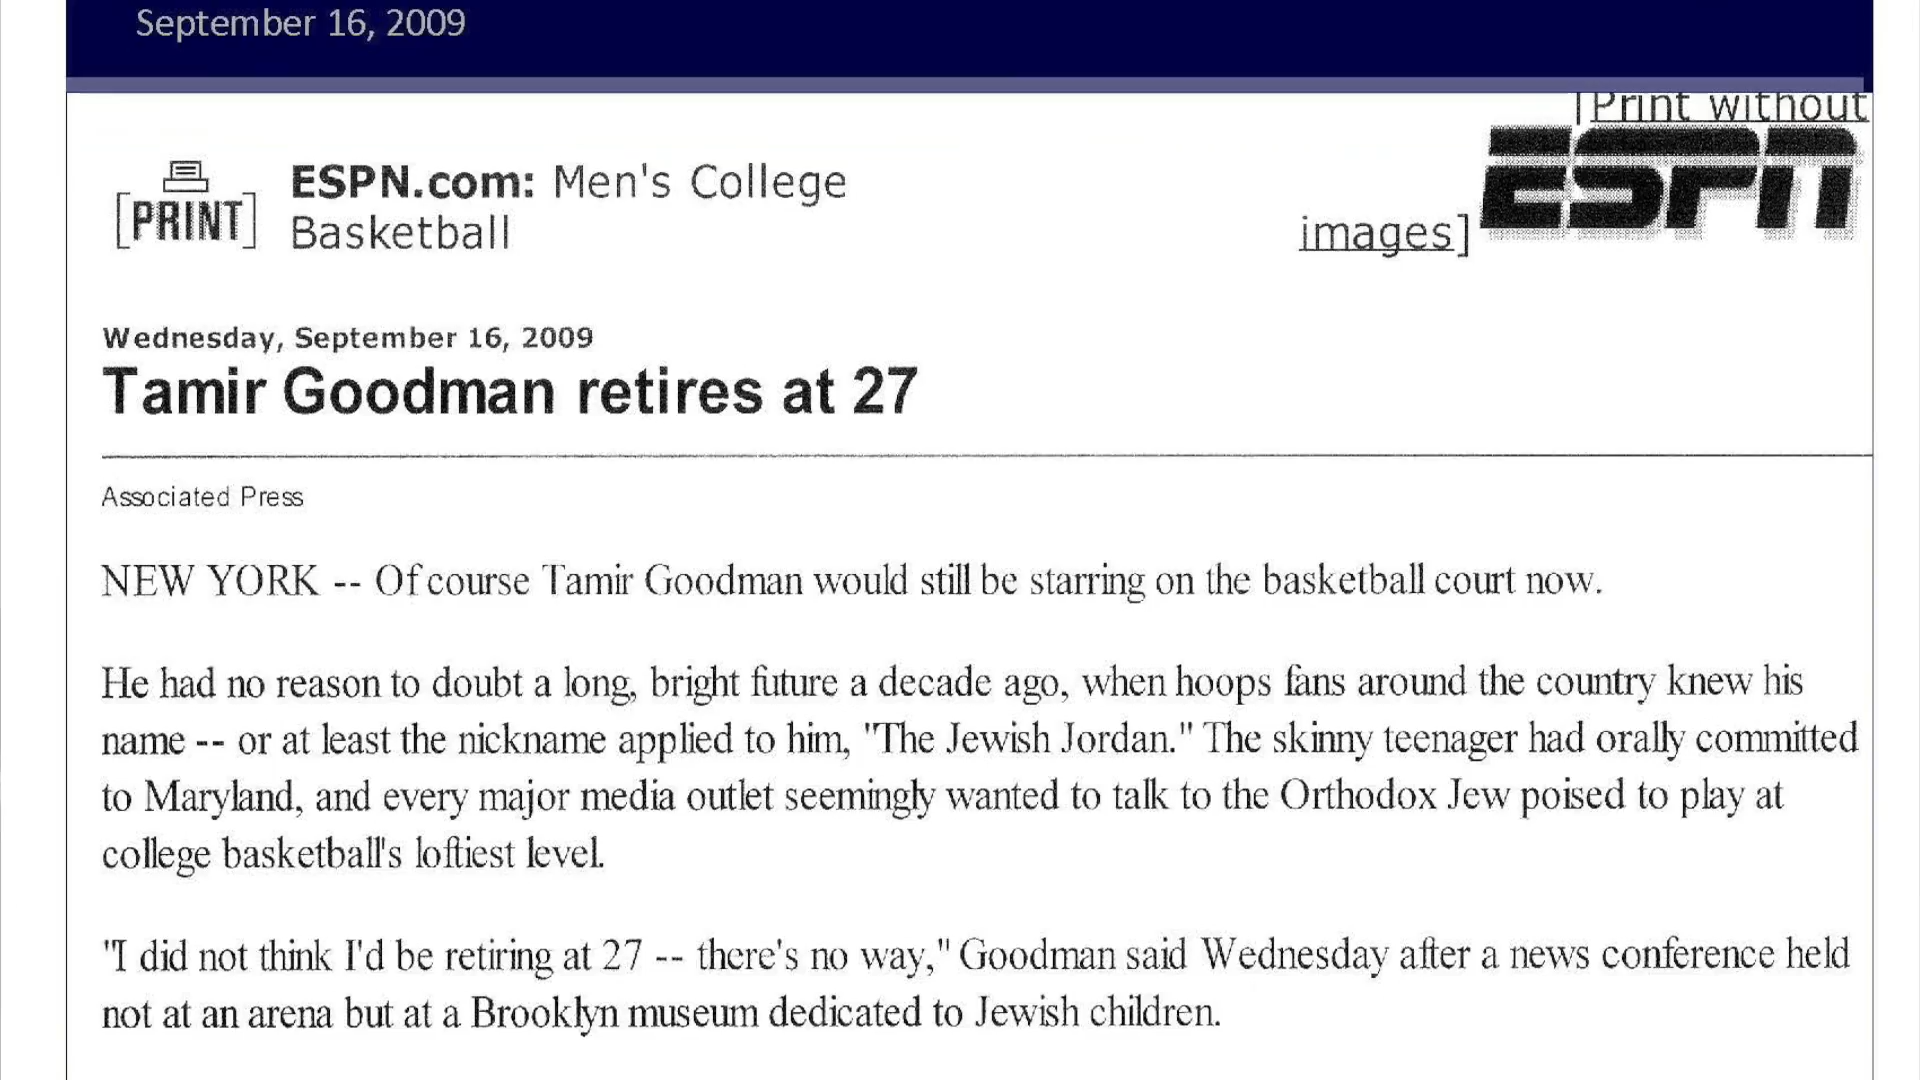 September 16, 2009
[Print without
images]
ESPN
[PRINT]
ESPN.com: Men's College
Basketball
Wednesday, September 16, 2009
Tamir Goodman retires at 27
Associated Press
NEW YORK -- Of course Tamir Goodman would still be starring on the basketball court now.
He had no reason to doubt a long, bright future a decade ago, when hoops fans around the country knew his
name -- or at least the nickname applied to him, "The Jewish Jordan." The skinny teenager had orally committed
to Maryland, and every major media outlet seemingly wanted to talk to the Orthodox Jew poised to play at
college basketball's loftiest level.
"I did not think I'd be retiring at 27 -- there's no way," Goodman said Wednesday after a news conference held
not at an arena but at a Brooklyn museum dedicated to Jewish children.